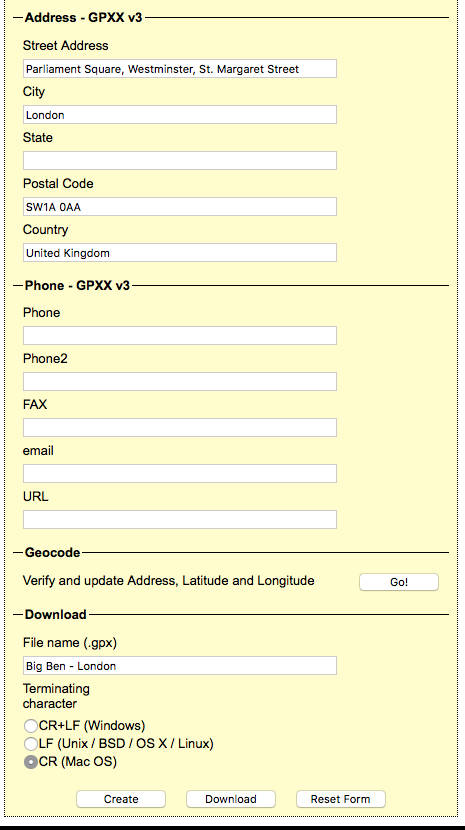 Address - GPXX v3
Street Address
Parliament Square, Westminster, St. Margaret Street
City
London
State
Postal Code
SW1A 0AA
Country
United Kingdom
Phone - GPXX v3
Phone
Phone2
FAX
email
URL
Geocode
Verify and update Address, Latitude and Longitude
Go!
Download
File name (.gpx)
Big Ben - London
Terminating
character
CR+LF (Windows)
LF (Unix / BSD / OS X / Linux)
CR (Mac OS)
Create Download Reset Form